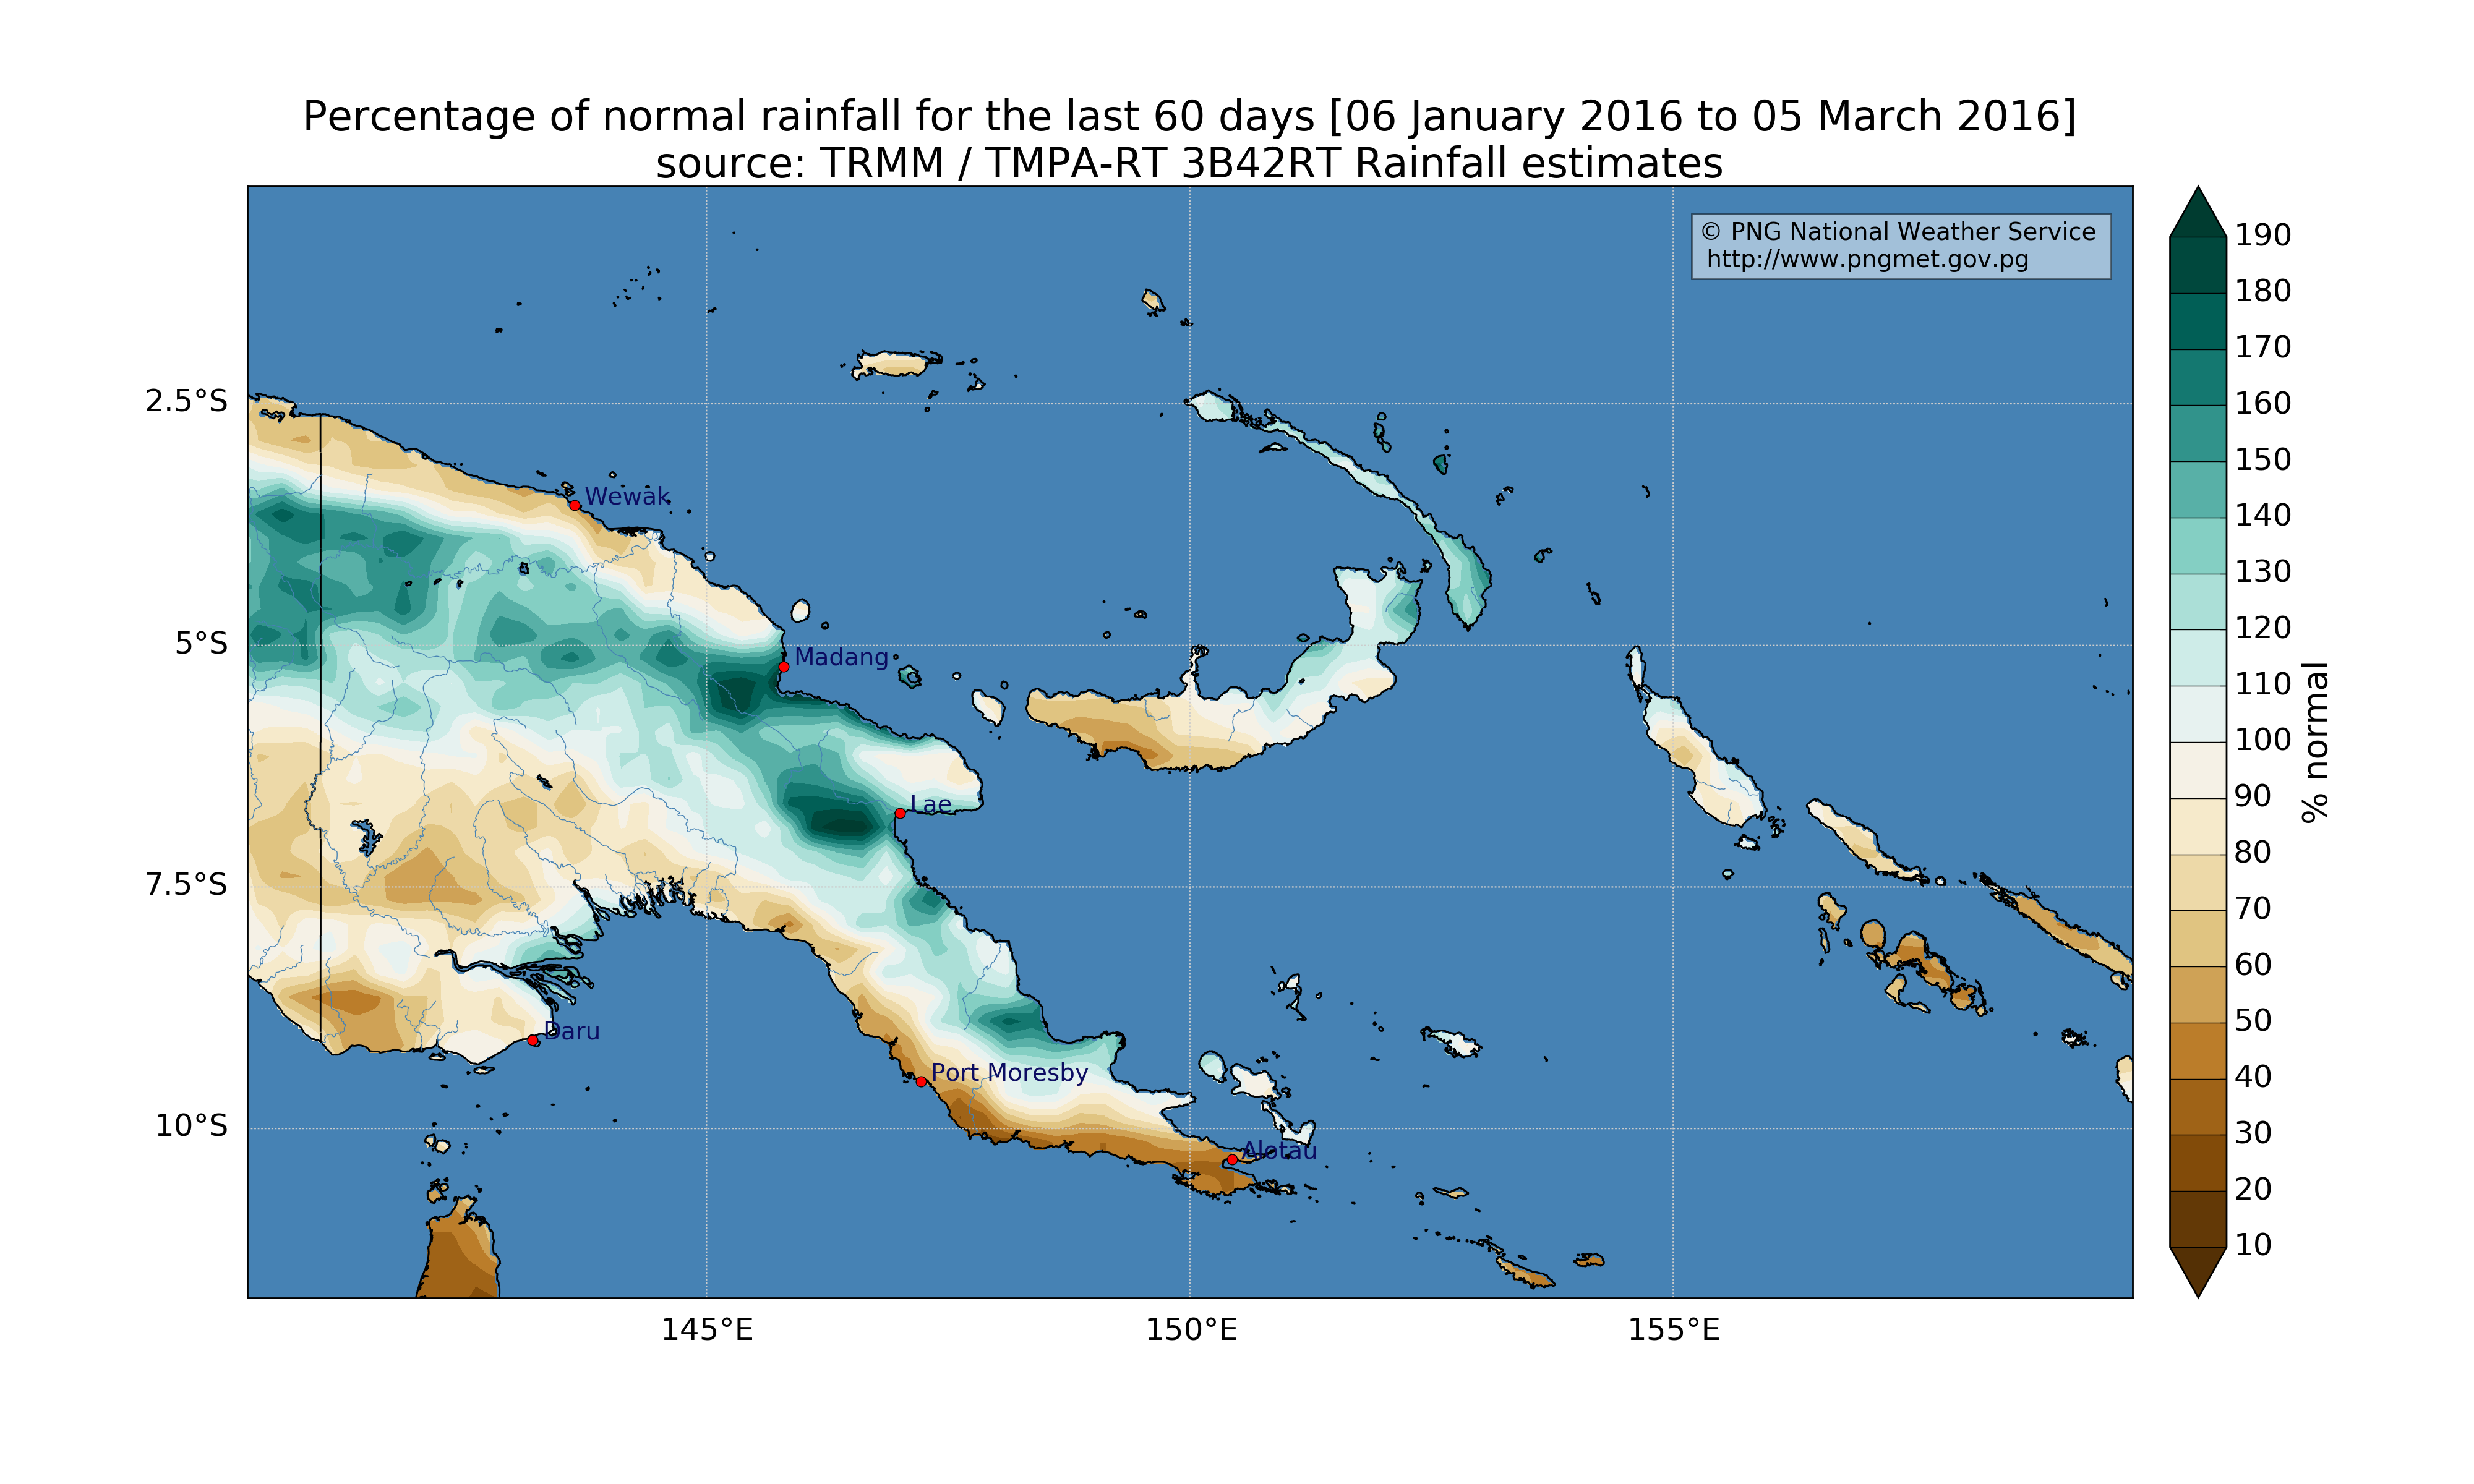 Percentage of normal rainfall for the last 60 days [06 January 2016 to 05 March 2016]
source: TRMM / TMPA-RT 3B42RT Rainfall estimates
© PNG National Weather Service
http://www.pngmet.gov.pg
2.5°S
5°S
7.5°S
10°S
Wewak
Madang
Lae
Daru
Port Moresby
Alotau
145°E
150°E
155°E
190
180
170
160
150
140
130
120
110
100
90
80
70
60
50
40
30
20
10
% normal